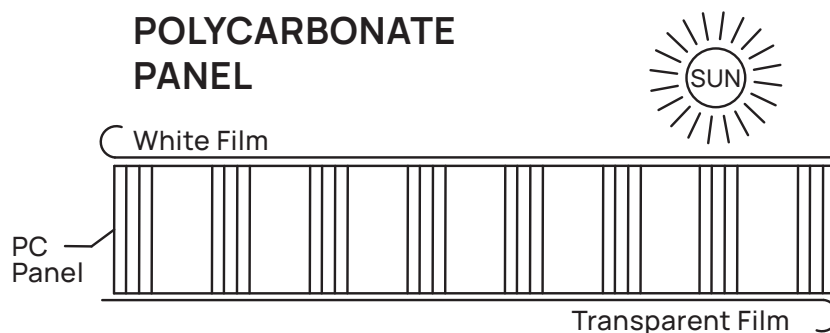 POLYCARBONATE
PANEL
SUN
White Film
PC
Panel
Transparent Film